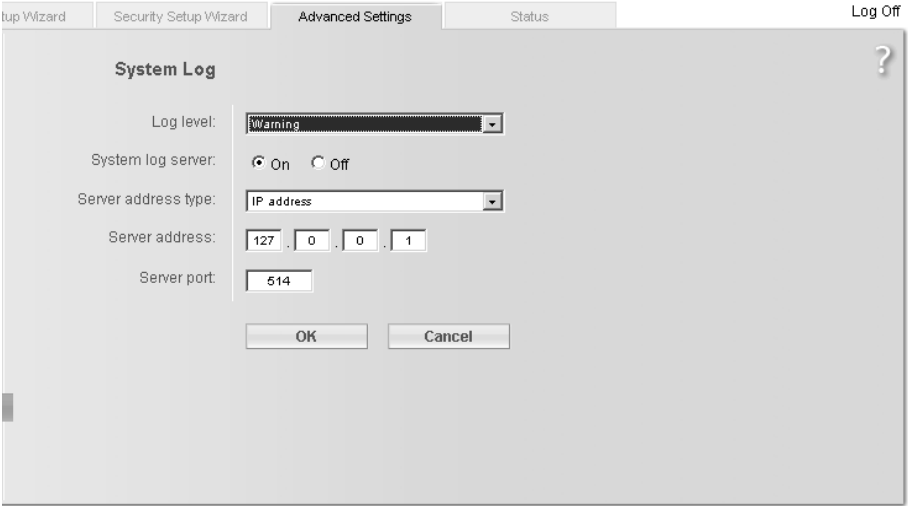 tup Wizard Security Setup Wizard Advanced Settings Status Log Off
System Log
?
Log level: Warning
System log server: On Off
Server address type: IP address
Server address: 127 . 0 . 0 . 1
Server port: 514
OK Cancel